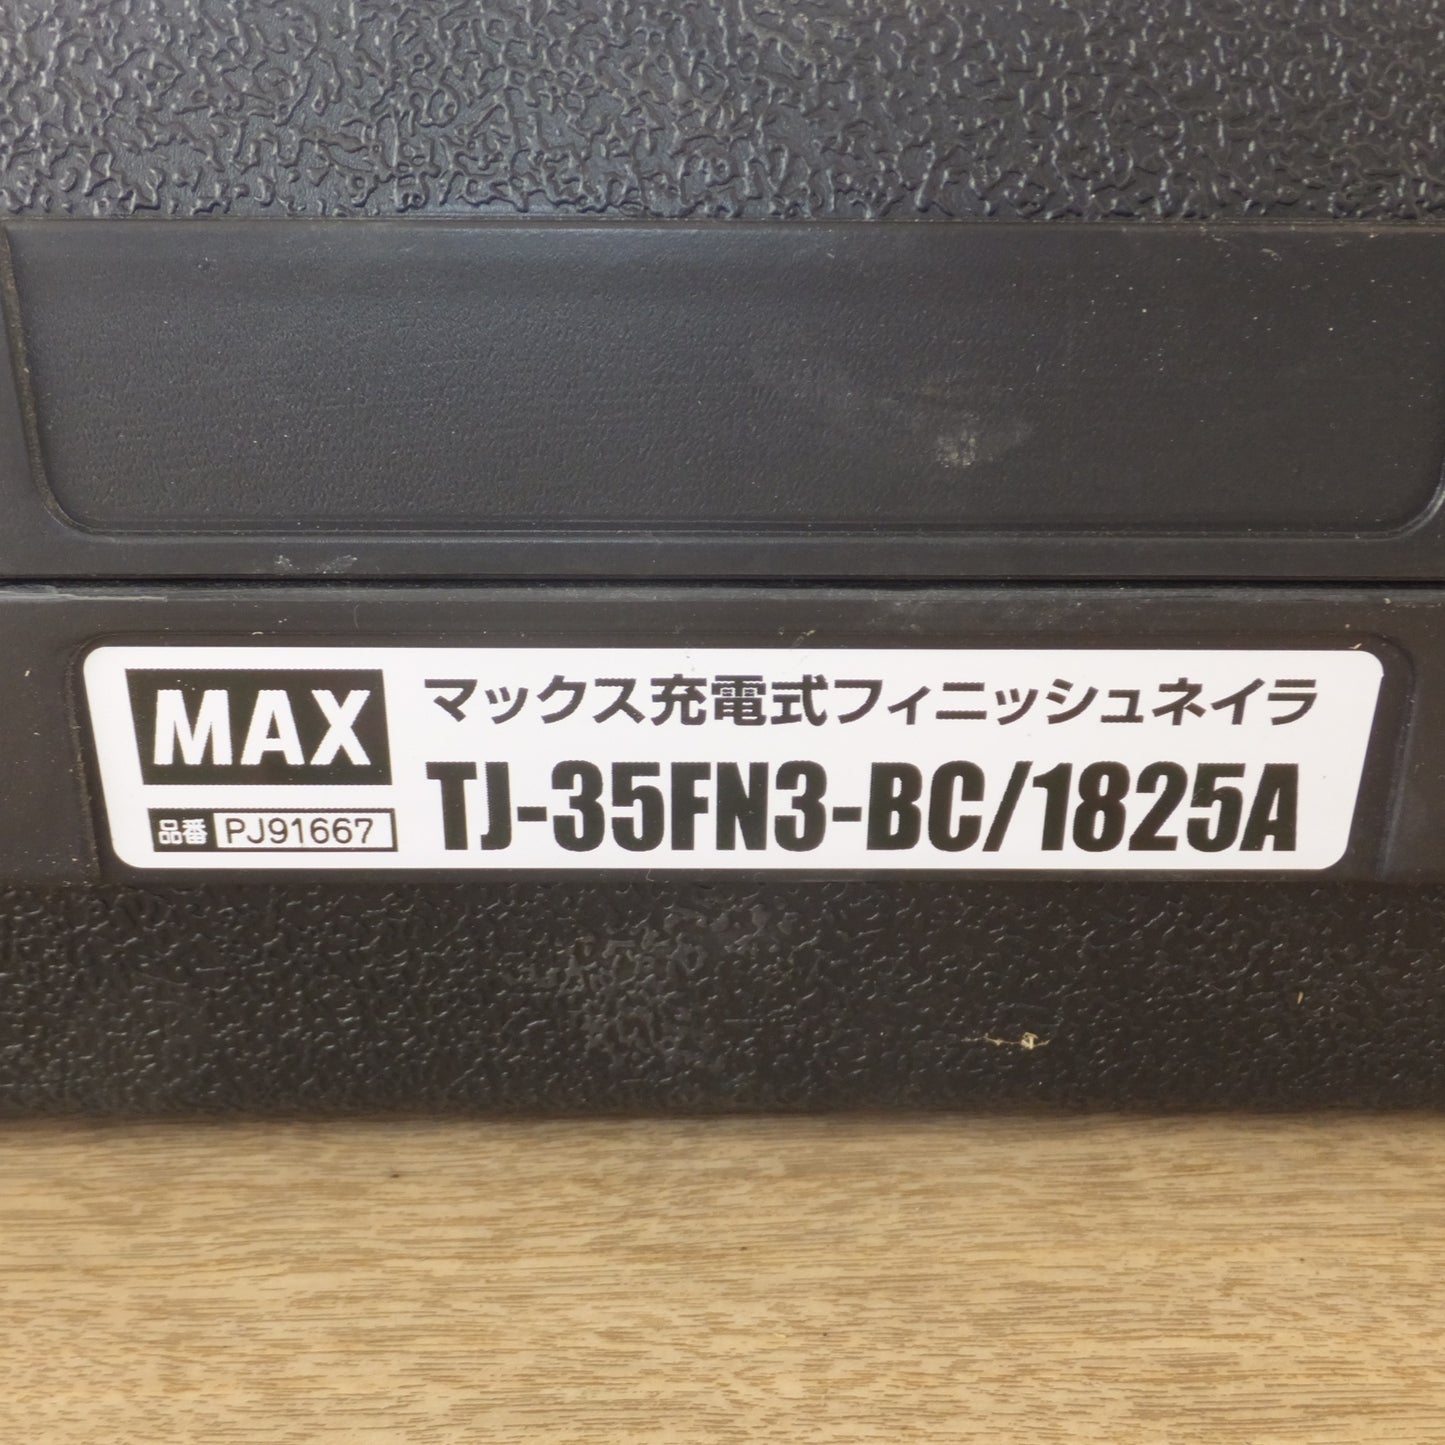 MAX
マックス充電式フィニッシュネイラ
品番 PJ91667
TJ-35FN3-BC/1825A